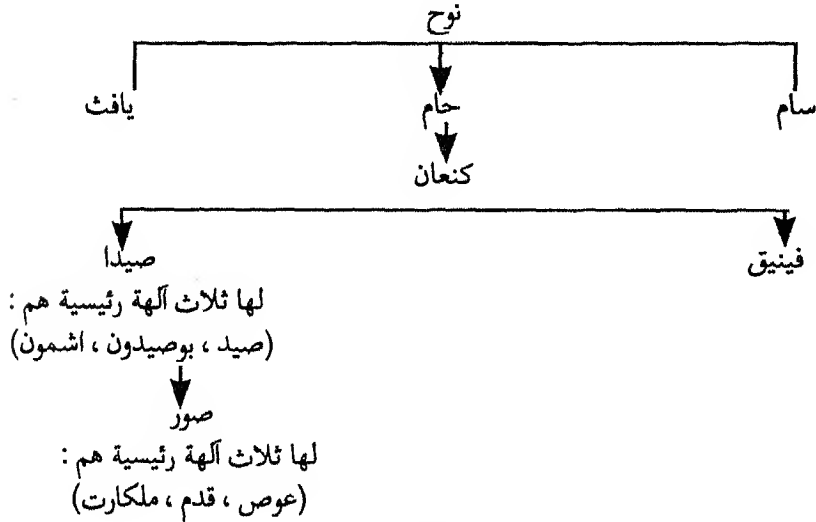 نوح
سام حام يافث
كنعان
فينيق صيدا
لها ثلاث آلهة رئيسية هم :
(صيد ، بوصيدون ، اشمون)
صور
لها ثلاث آلهة رئيسية هم :
(عوص ، قدم ، ملكارت)